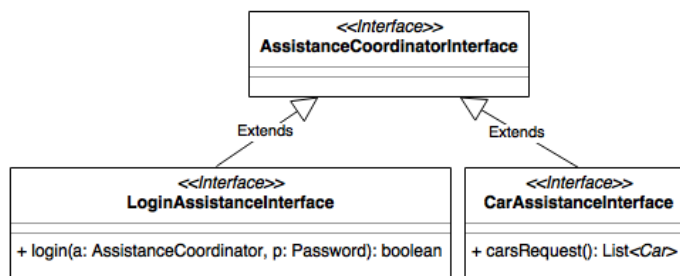 <<Interface>>
AssistanceCoordinatorInterface
Extends
Extends
<<Interface>>
LoginAssistanceInterface
+ login(a: AssistanceCoordinator, p: Password): boolean
<<Interface>>
CarAssistanceInterface
+ carsRequest(): List<Car>